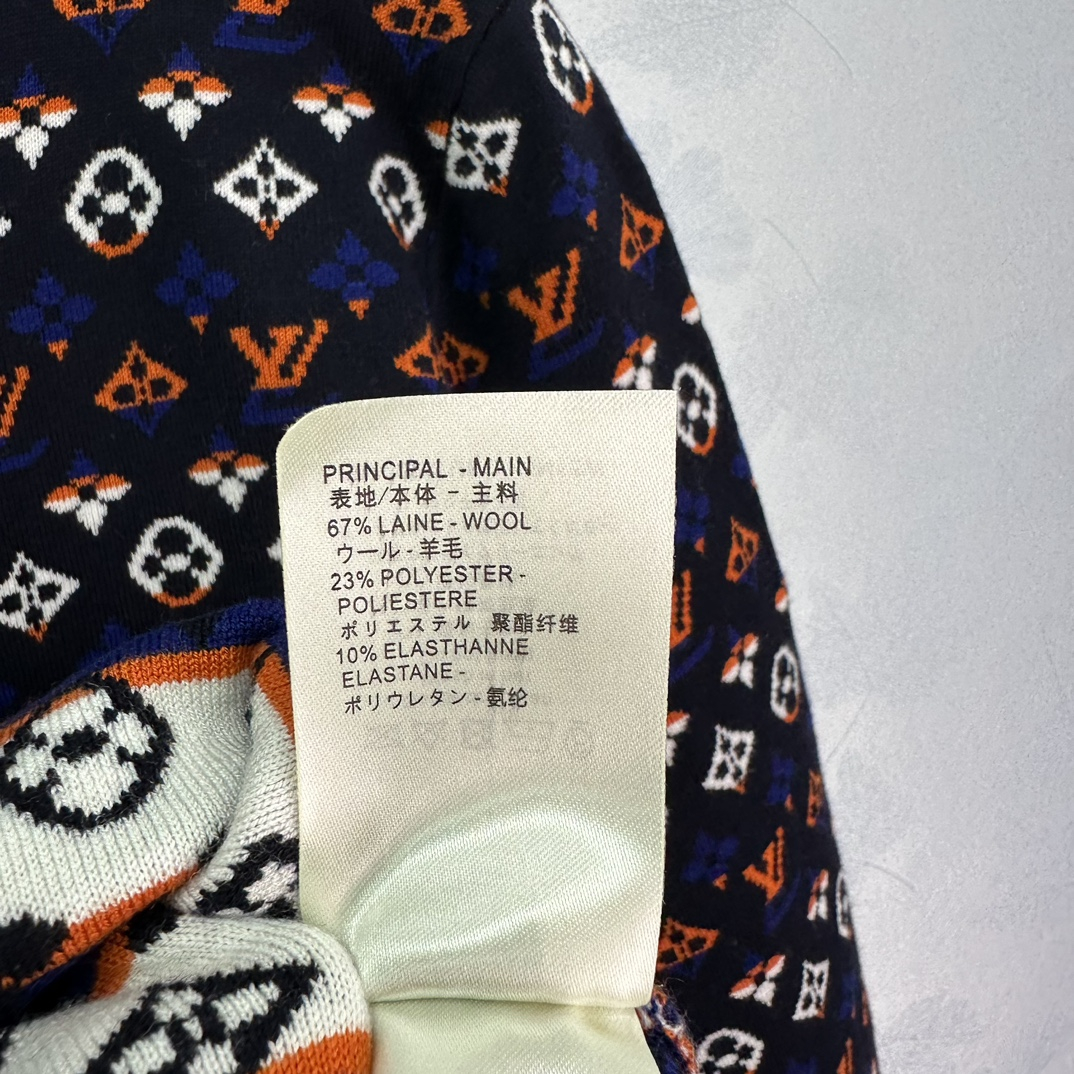 PRINCIPAL - MAIN
表地/本体 - 主料
67% LAINE - WOOL
ウール - 羊毛
23% POLYESTER -
POLIESTERE
ポリエステル 聚酯纤维
10% ELASTHANNE
ELASTANE -
ポリウレタン - 氨纶